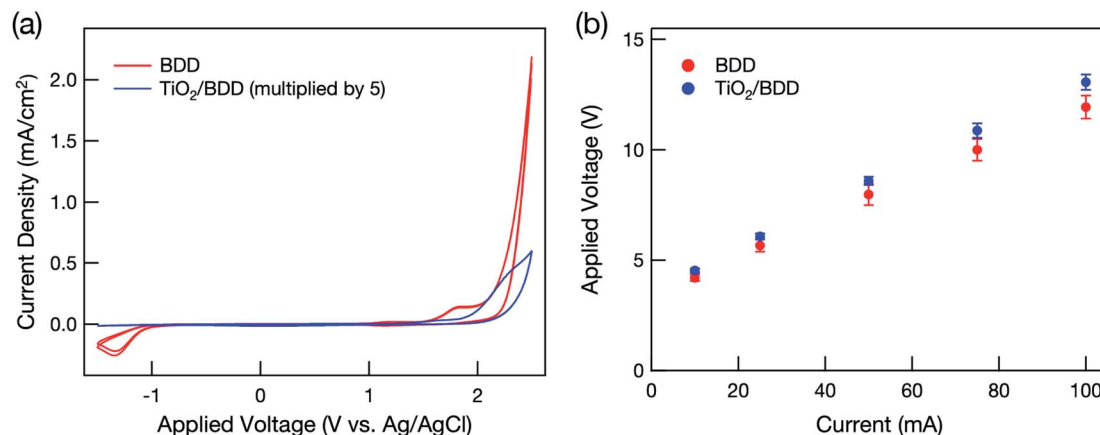 (a)
BDD
TiO₂/BDD (multiplied by 5)
Current Density (mA/cm²)
2.0
1.5
1.0
0.5
0.0
-1
0
1
2
Applied Voltage (V vs. Ag/AgCl)
(b)
BDD
TiO₂/BDD
Applied Voltage (V)
15
10
5
0
0
20
40
60
80
100
Current (mA)